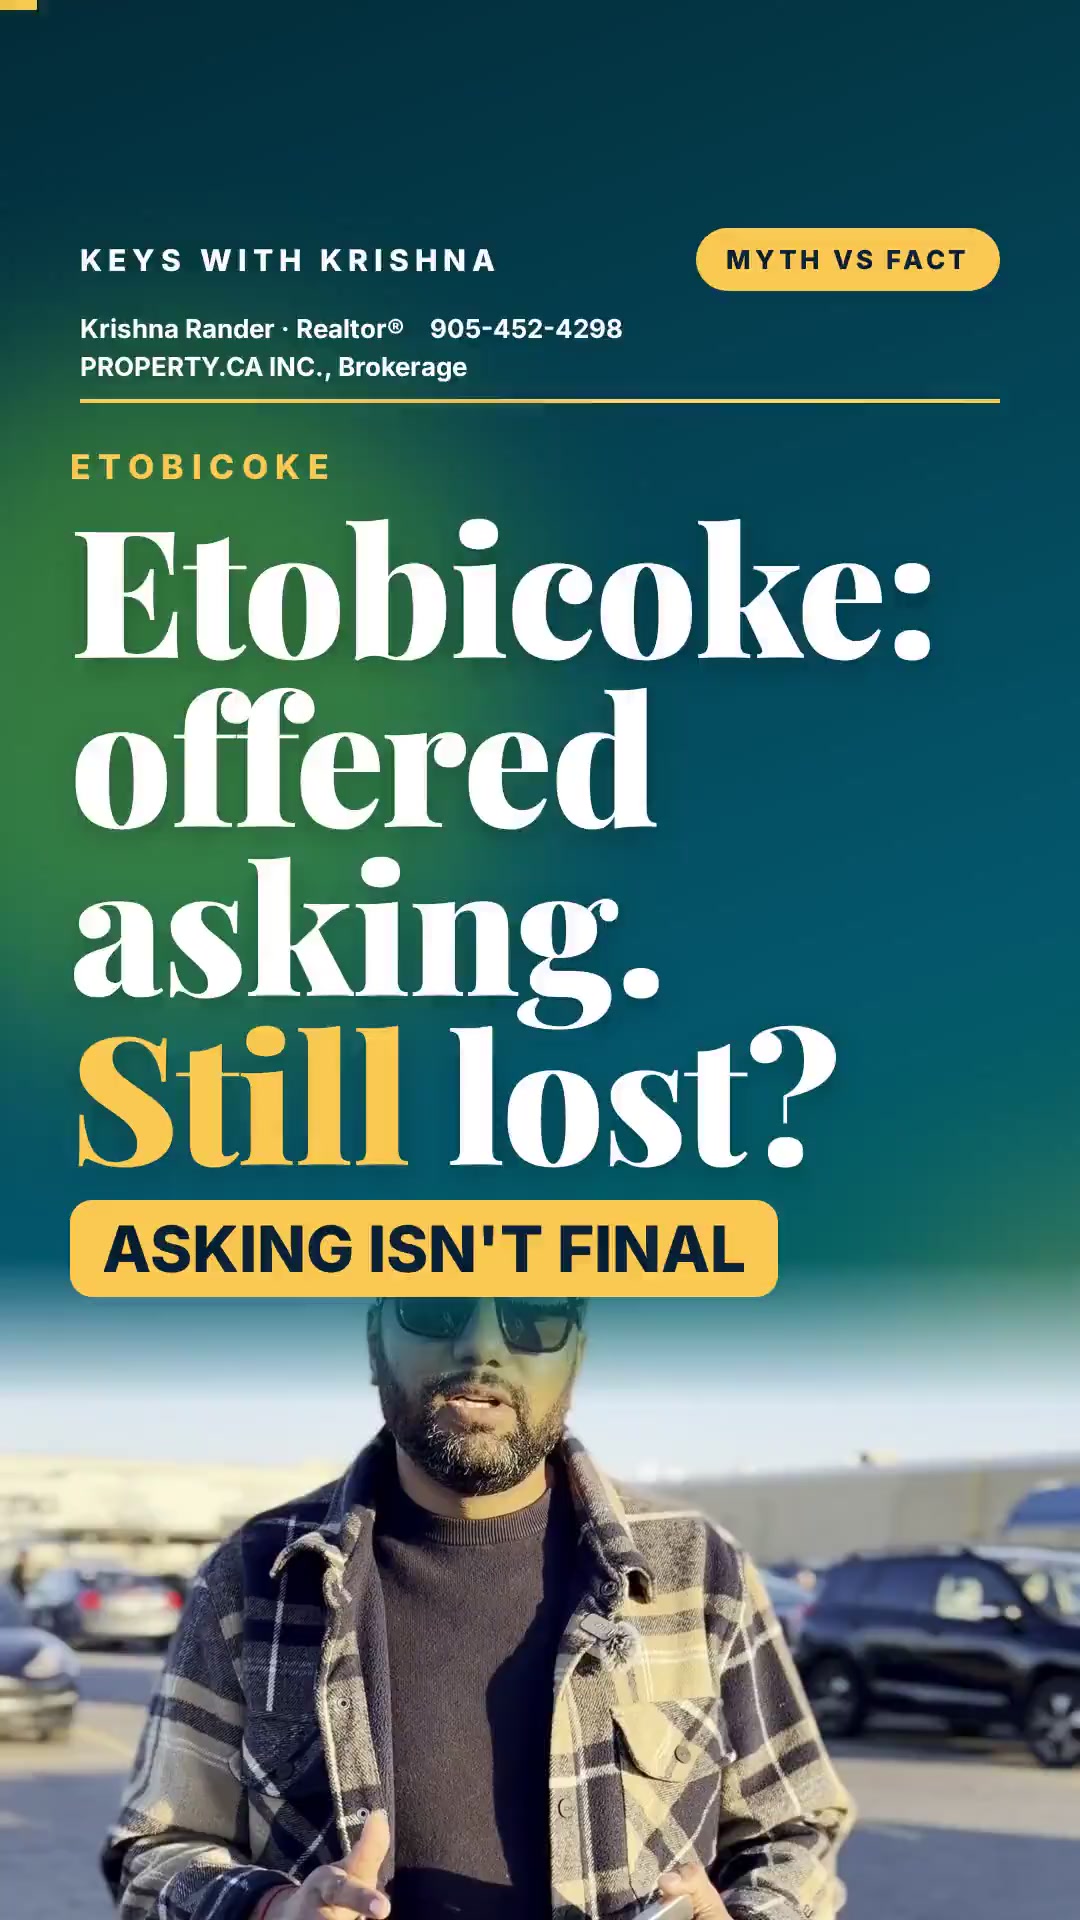 KEYS WITH KRISHNA
MYTH VS FACT
Krishna Rander · Realtor® 905-452-4298
PROPERTY.CA INC., Brokerage
ETOBICOKE
Etobicoke:
offered
asking.
Still lost?
ASKING ISN'T FINAL